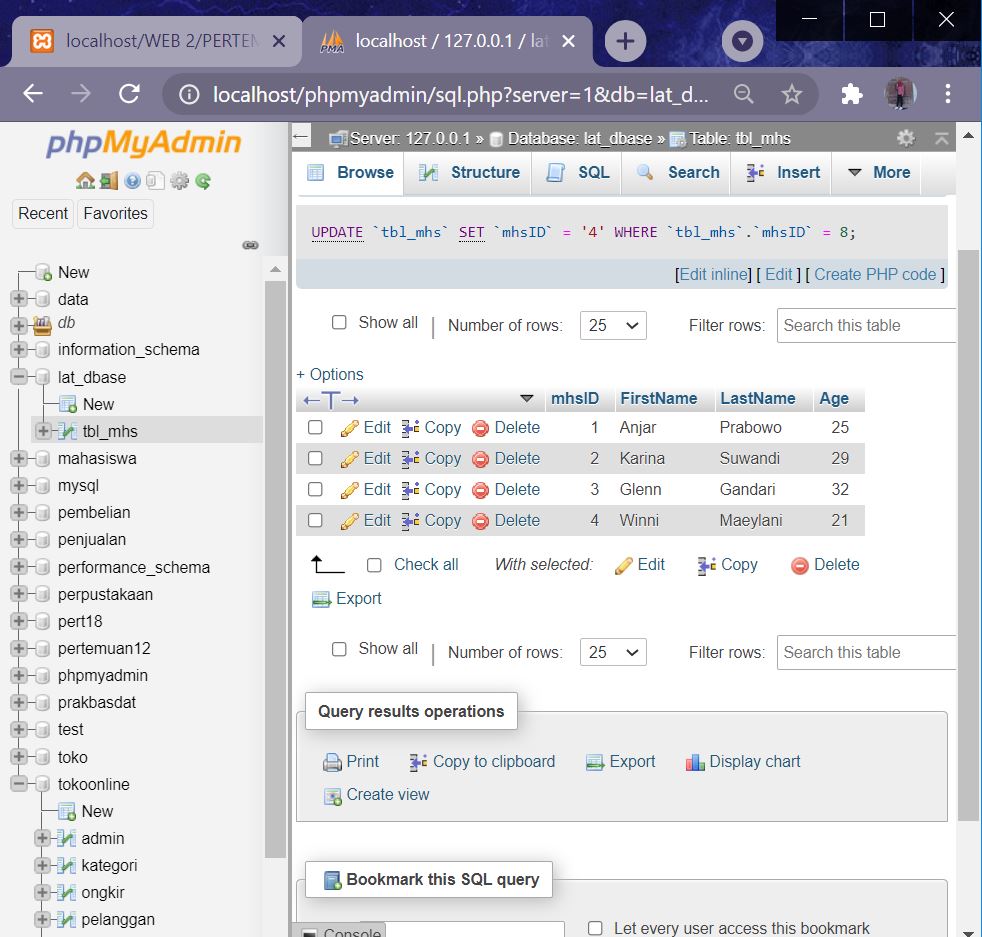 localhost/WEB 2/PERTEM
localhost / 127.0.0.1 / lat
localhost/phpmyadmin/sql.php?server=1&db=lat_d...
phpMyAdmin
Recent
Favorites
New
data
db
information_schema
lat_dbase
New
tbl_mhs
mahasiswa
mysql
pembelian
penjualan
performance_schema
perpustakaan
pert18
pertemuan12
phpmyadmin
prakbasdat
test
toko
tokoonline
New
admin
kategori
ongkir
pelanggan
Server: 127.0.0.1 » Database: lat_dbase » Table: tbl_mhs
Browse Structure SQL Search Insert More
UPDATE `tbl_mhs` SET `mhsID` = '4' WHERE `tbl_mhs`.`mhsID` = 8;
[Edit inline] [ Edit ] [ Create PHP code ]
Show all | Number of rows: 25 Filter rows: Search this table
+ Options
←T→ mhsID FirstName LastName Age
Edit Copy Delete 1 Anjar Prabowo 25
Edit Copy Delete 2 Karina Suwandi 29
Edit Copy Delete 3 Glenn Gandari 32
Edit Copy Delete 4 Winni Maeylani 21
Check all With selected: Edit Copy Delete
Export
Show all | Number of rows: 25 Filter rows: Search this table
Query results operations
Print Copy to clipboard Export Display chart
Create view
Bookmark this SQL query
Console
Let every user access this bookmark